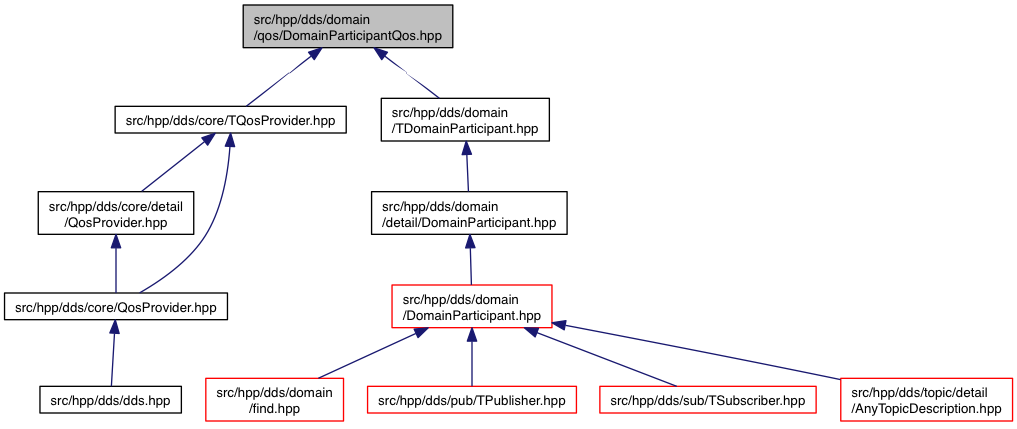 src/hpp/dds/domain
/qos/DomainParticipantQos.hpp
src/hpp/dds/core/TQosProvider.hpp
src/hpp/dds/domain
/TDomainParticipant.hpp
src/hpp/dds/core/detail
/QosProvider.hpp
src/hpp/dds/domain
/detail/DomainParticipant.hpp
src/hpp/dds/core/QosProvider.hpp
src/hpp/dds/domain
/DomainParticipant.hpp
src/hpp/dds/dds.hpp
src/hpp/dds/domain
/find.hpp
src/hpp/dds/pub/TPublisher.hpp
src/hpp/dds/sub/TSubscriber.hpp
src/hpp/dds/topic/detail
/AnyTopicDescription.hpp